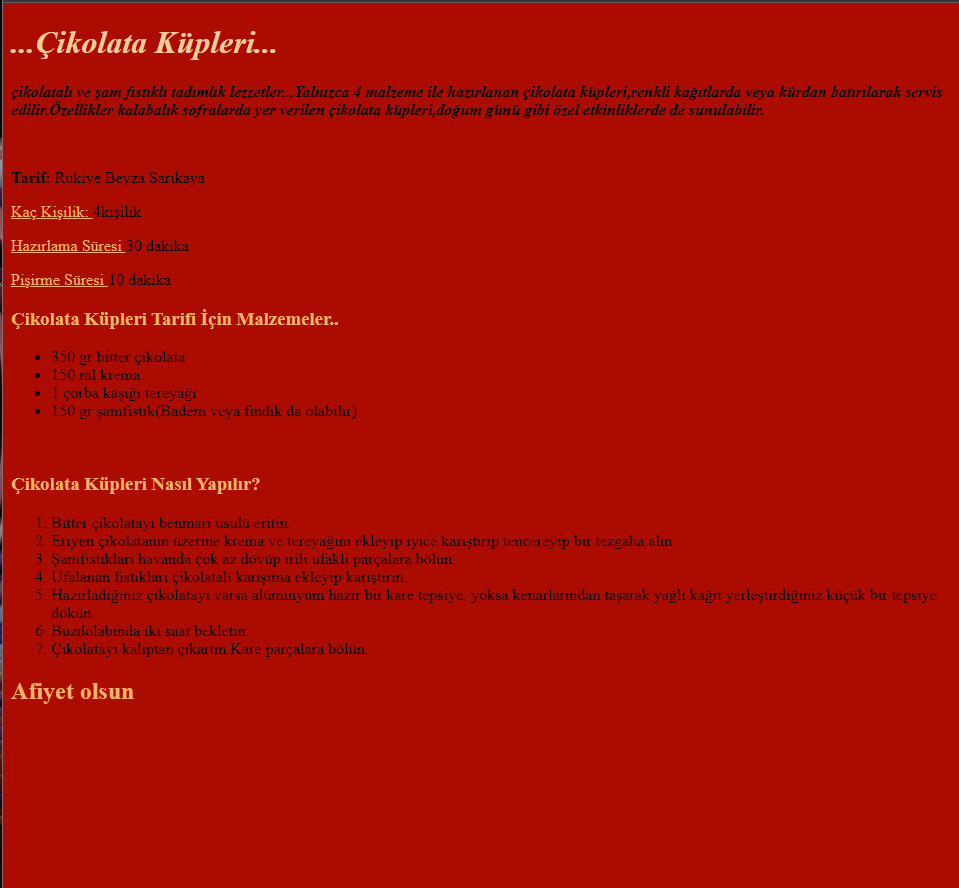 ...Çikolata Küpleri...
çikolatalı ve şam fıstıklı tadımlık lezzetler...Yalnızca 4 malzeme ile hazırlanan çikolata küpleri,renkli kağıtlarda veya kürdan batırılarak servis
edilir.Özellikler kalabalık sofralarda yer verilen çikolata küpleri,doğum günü gibi özel etkinliklerde de sunulabilir.
Tarif: Rukiye Beyza Sarıkaya
Kaç Kişilik: 4kişilik
Hazırlama Süresi 30 dakika
Pişirme Süresi 10 dakika
Çikolata Küpleri Tarifi İçin Malzemeler..
• 350 gr bitter çikolata
• 150 ml krema
• 1 çorba kaşığı tereyağı
• 150 gr şamfıstık(Badem veya fındık da olabilir)
Çikolata Küpleri Nasıl Yapılır?
1. Bitter çikolatayı benmari usulü eritin.
2. Eriyen çikolatanın üzerine krema ve tereyağını ekleyip iyice karıştırıp tencereyip bir tezgaha alın.
3. Şamfıstıkları havanda çok az dövüp irili ufaklı parçalara bölün.
4. Ufalanan fıstıkları çikolatalı karışıma ekleyip karıştırın.
5. Hazırladığınız çikolatayı varsa alüminyum hazır bir kare tepsiye, yoksa kenarlarından taşarak yağlı kağıt yerleştirdiğiniz küçük bir tepsiye
dökün.
6. Buzdolabında iki saat bekletin.
7. Çikolatayı kalıptan çıkartın.Kare parçalara bölün.
Afiyet olsun